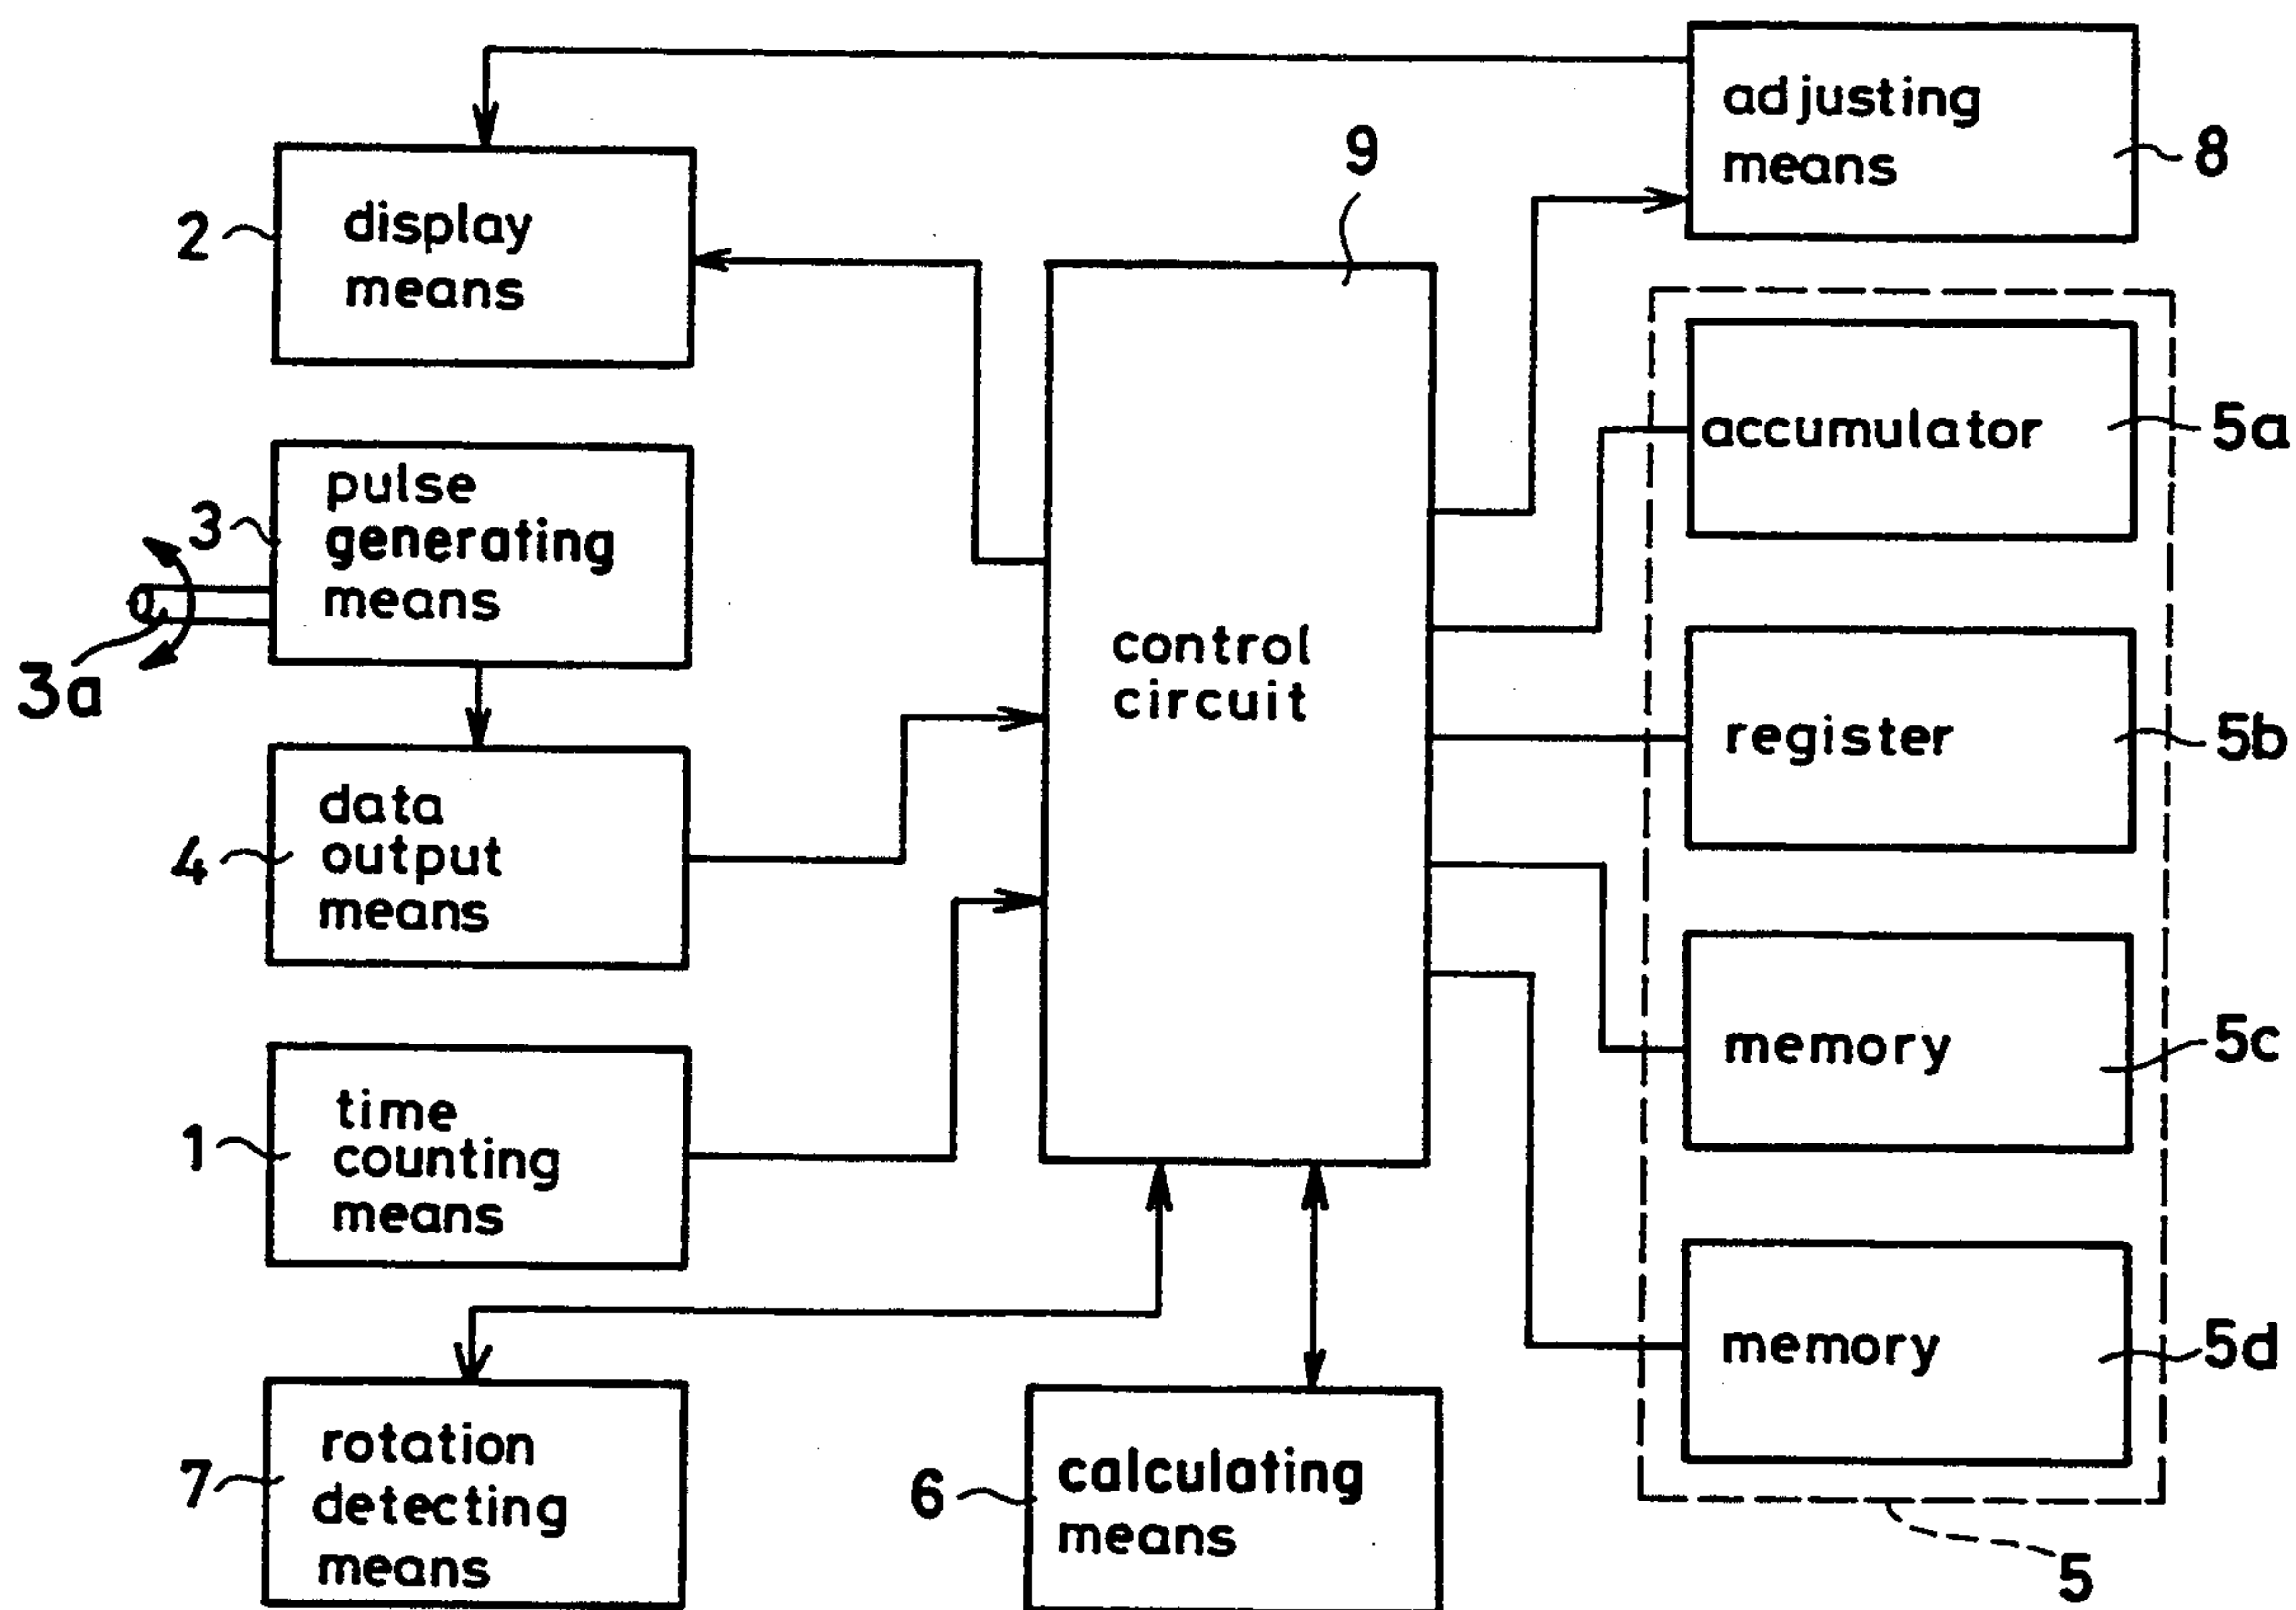 adjusting
means
8
9
2
display
means
accumulator
5a
3
pulse
generating
means
3a
control
circuit
register
5b
4
data
output
means
1
time
counting
means
memory
5c
memory
5d
7
rotation
detecting
means
6
calculating
means
5